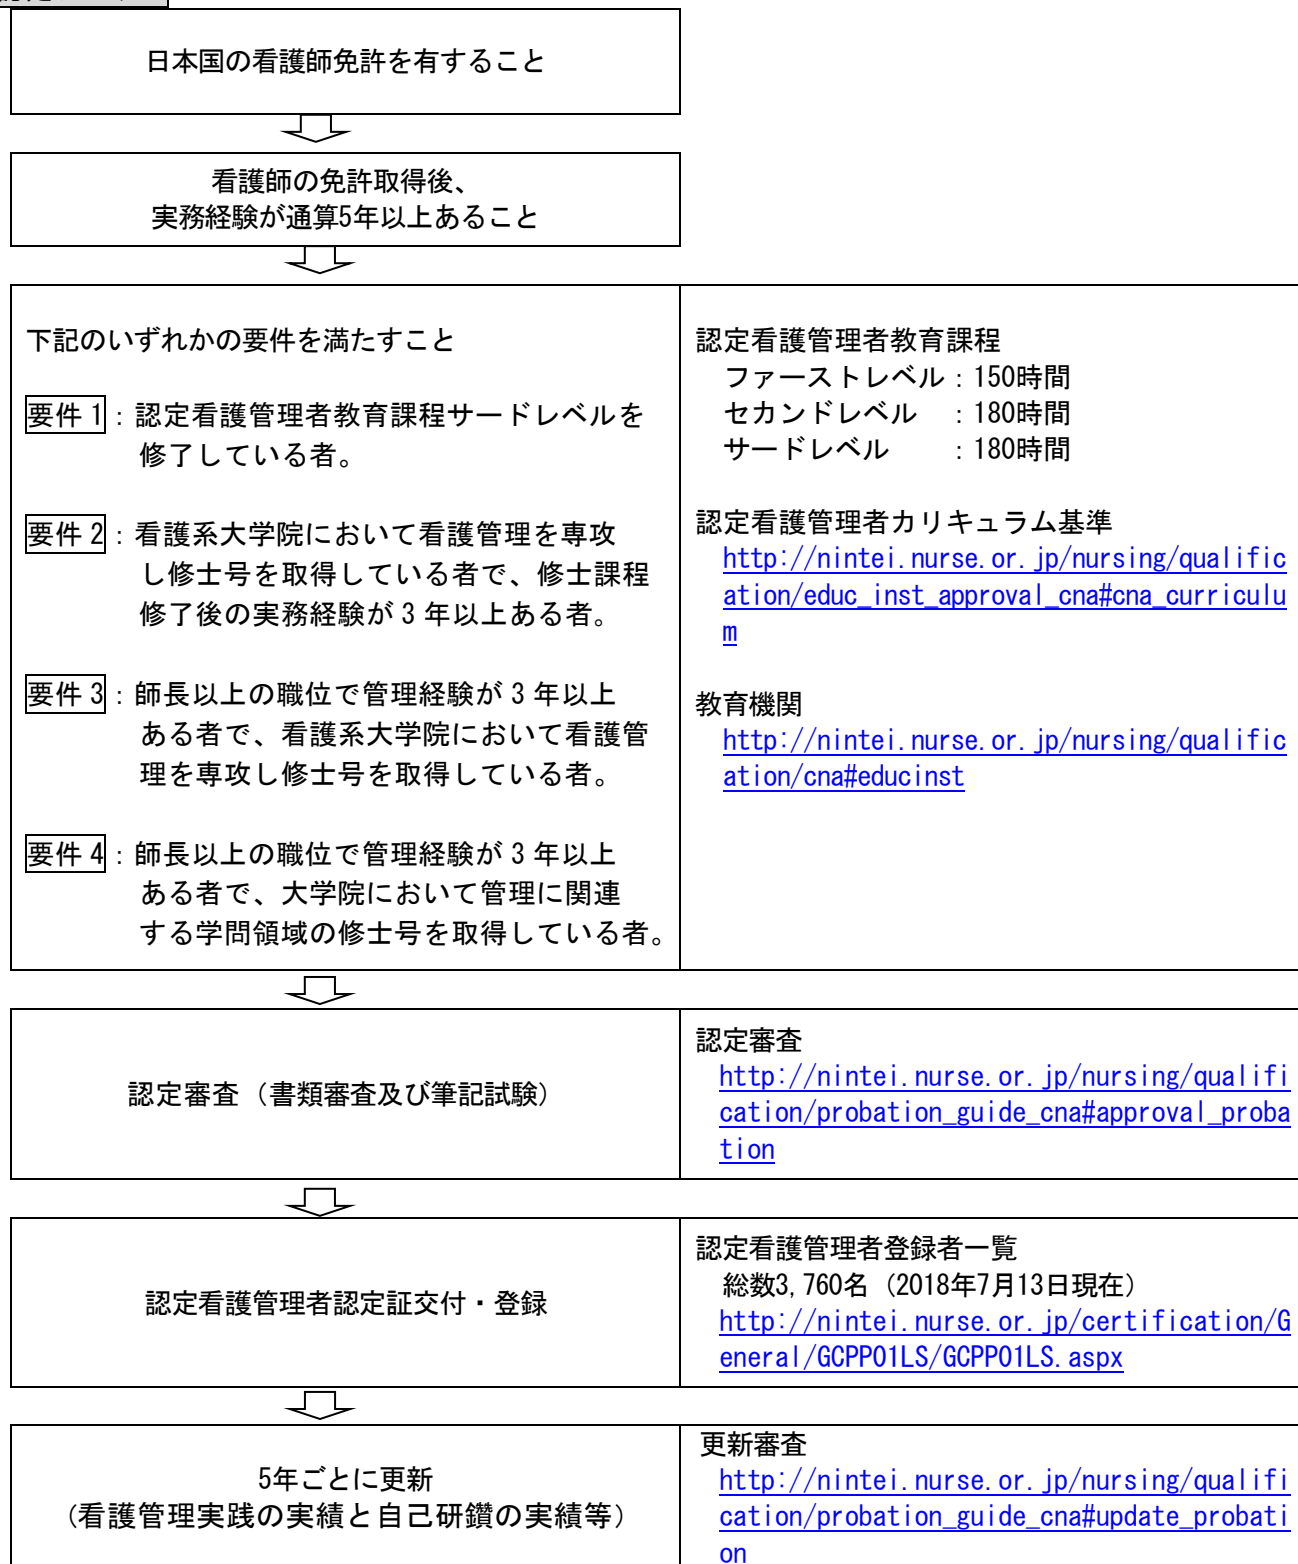 日本国の看護師免許を有すること
看護師の免許取得後、
実務経験が通算5年以上あること
下記のいずれかの要件を満たすこと
要件1：認定看護管理者教育課程サードレベルを
修了している者。
要件2：看護系大学院において看護管理を専攻
し修士号を取得している者で、修士課程
修了後の実務経験が3年以上ある者。
要件3：師長以上の職位で管理経験が3年以上
ある者で、看護系大学院において看護管
理を専攻し修士号を取得している者。
要件4：師長以上の職位で管理経験が3年以上
ある者で、大学院において管理に関連
する学問領域の修士号を取得している者。
認定看護管理者教育課程
ファーストレベル：150時間
セカンドレベル　：180時間
サードレベル　　：180時間
認定看護管理者カリキュラム基準
http://nintei.nurse.or.jp/nursing/qualific
ation/educ_inst_approval_cna#cna_curriculu
m
教育機関
http://nintei.nurse.or.jp/nursing/qualific
ation/cna#educinst
認定審査（書類審査及び筆記試験）
認定審査
http://nintei.nurse.or.jp/nursing/qualifi
cation/probation_guide_cna#approval_proba
tion
認定看護管理者認定証交付・登録
認定看護管理者登録者一覧
総数3,760名（2018年7月13日現在）
http://nintei.nurse.or.jp/certification/G
eneral/GCPP01LS/GCPP01LS.aspx
5年ごとに更新
（看護管理実践の実績と自己研鑽の実績等）
更新審査
http://nintei.nurse.or.jp/nursing/qualifi
cation/probation_guide_cna#update_probati
on